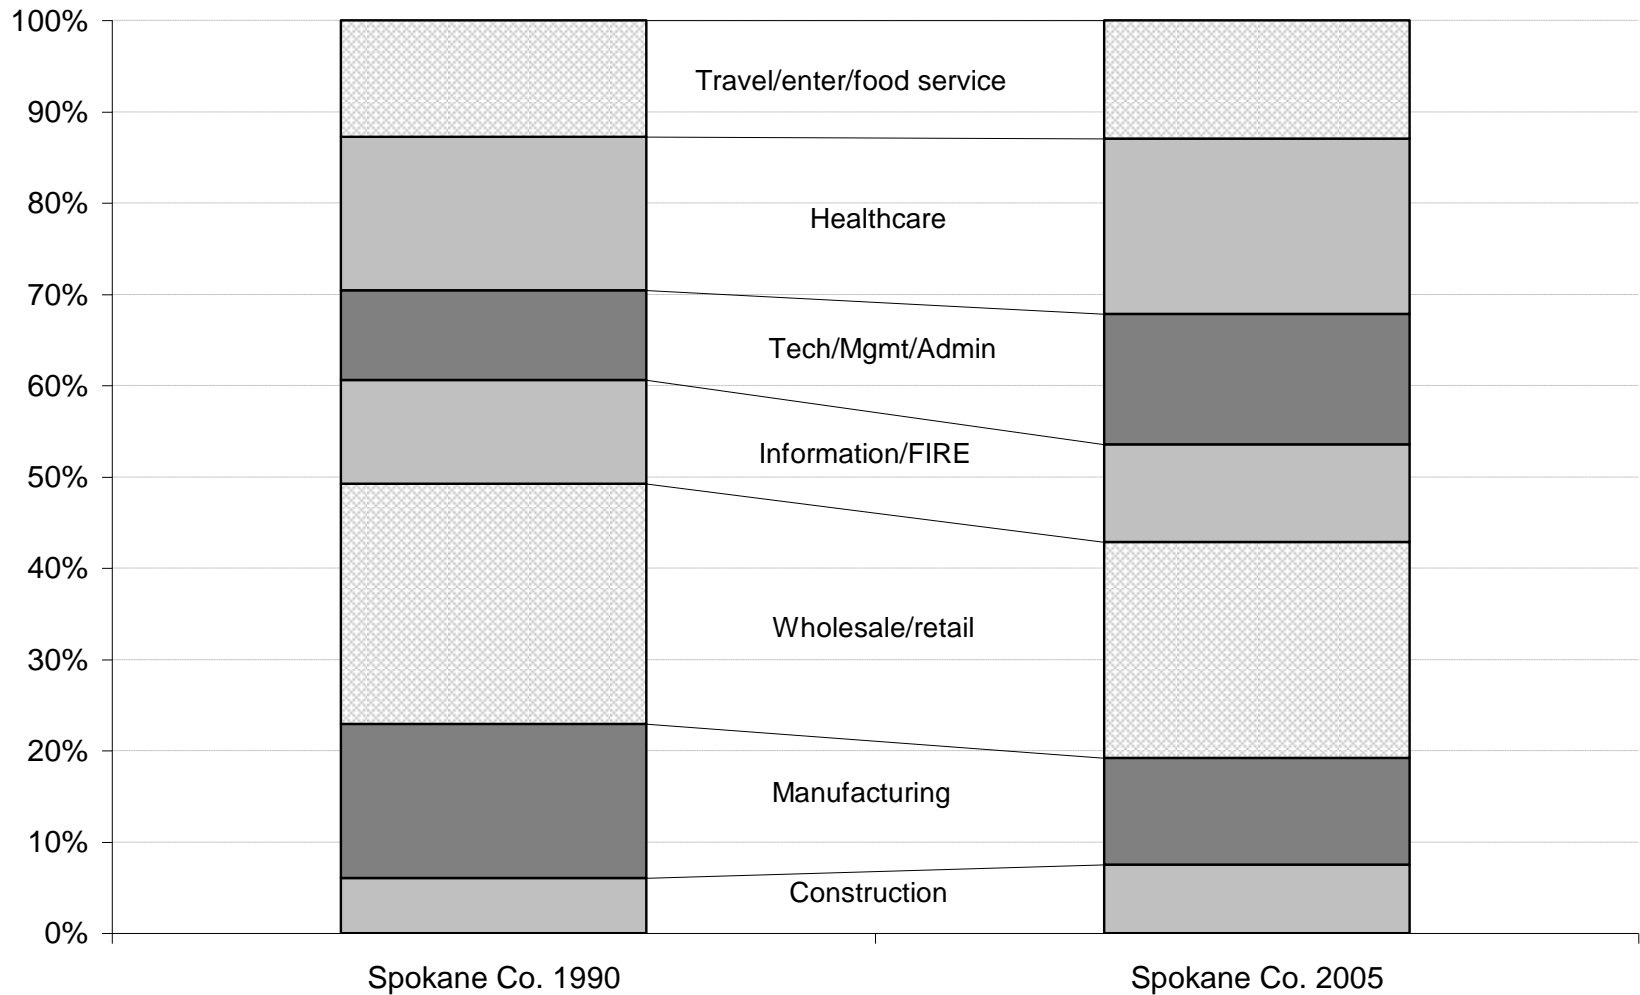 100%
90%
80%
70%
60%
50%
40%
30%
20%
10%
0%
Travel/enter/food service
Healthcare
Tech/Mgmt/Admin
Information/FIRE
Wholesale/retail
Manufacturing
Construction
Spokane Co. 1990
Spokane Co. 2005